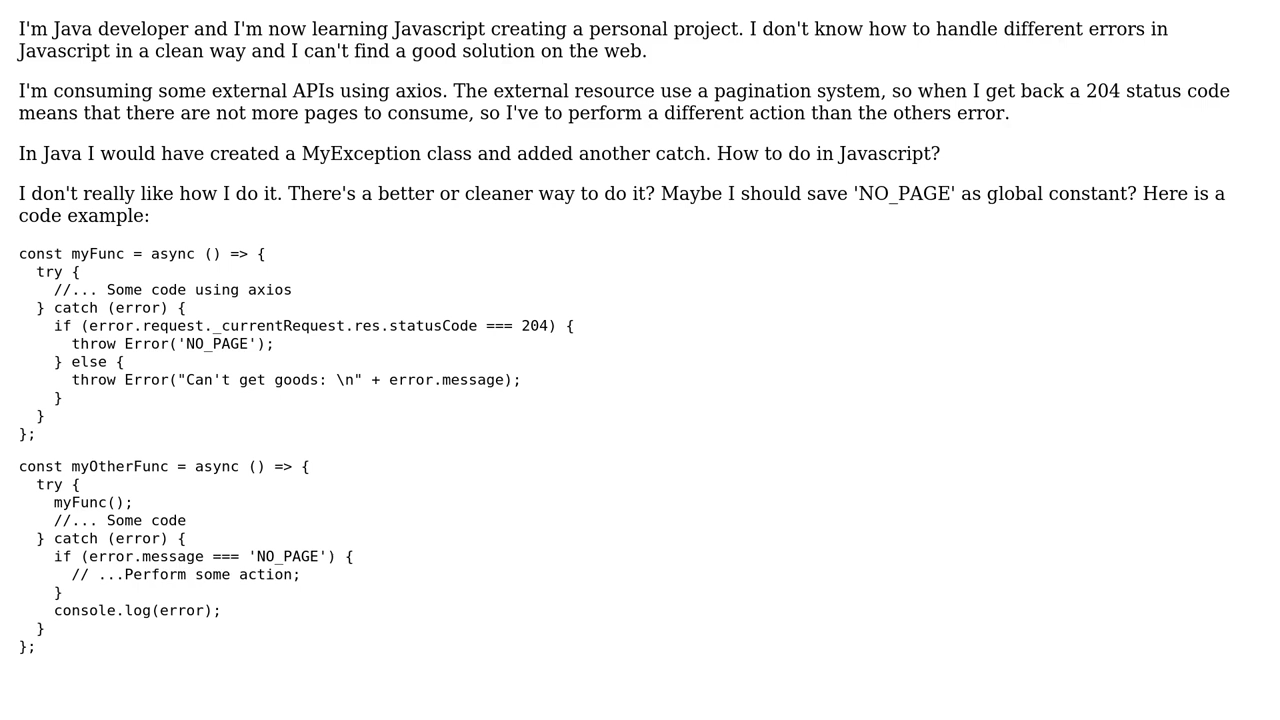 I'm Java developer and I'm now learning Javascript creating a personal project. I don't know how to handle different errors in
Javascript in a clean way and I can't find a good solution on the web.
I'm consuming some external APIs using axios. The external resource use a pagination system, so when I get back a 204 status code
means that there are not more pages to consume, so I've to perform a different action than the others error.
In Java I would have created a MyException class and added another catch. How to do in Javascript?
I don't really like how I do it. There's a better or cleaner way to do it? Maybe I should save 'NO_PAGE' as global constant? Here is a
code example:
const myFunc = async () => {
  try {
    //... Some code using axios
  } catch (error) {
    if (error.request._currentRequest.res.statusCode === 204) {
      throw Error('NO_PAGE');
    } else {
      throw Error("Can't get goods: \n" + error.message);
    }
  }
};
const myOtherFunc = async () => {
  try {
    myFunc();
    //... Some code
  } catch (error) {
    if (error.message === 'NO_PAGE') {
      // ...Perform some action;
    }
    console.log(error);
  }
};